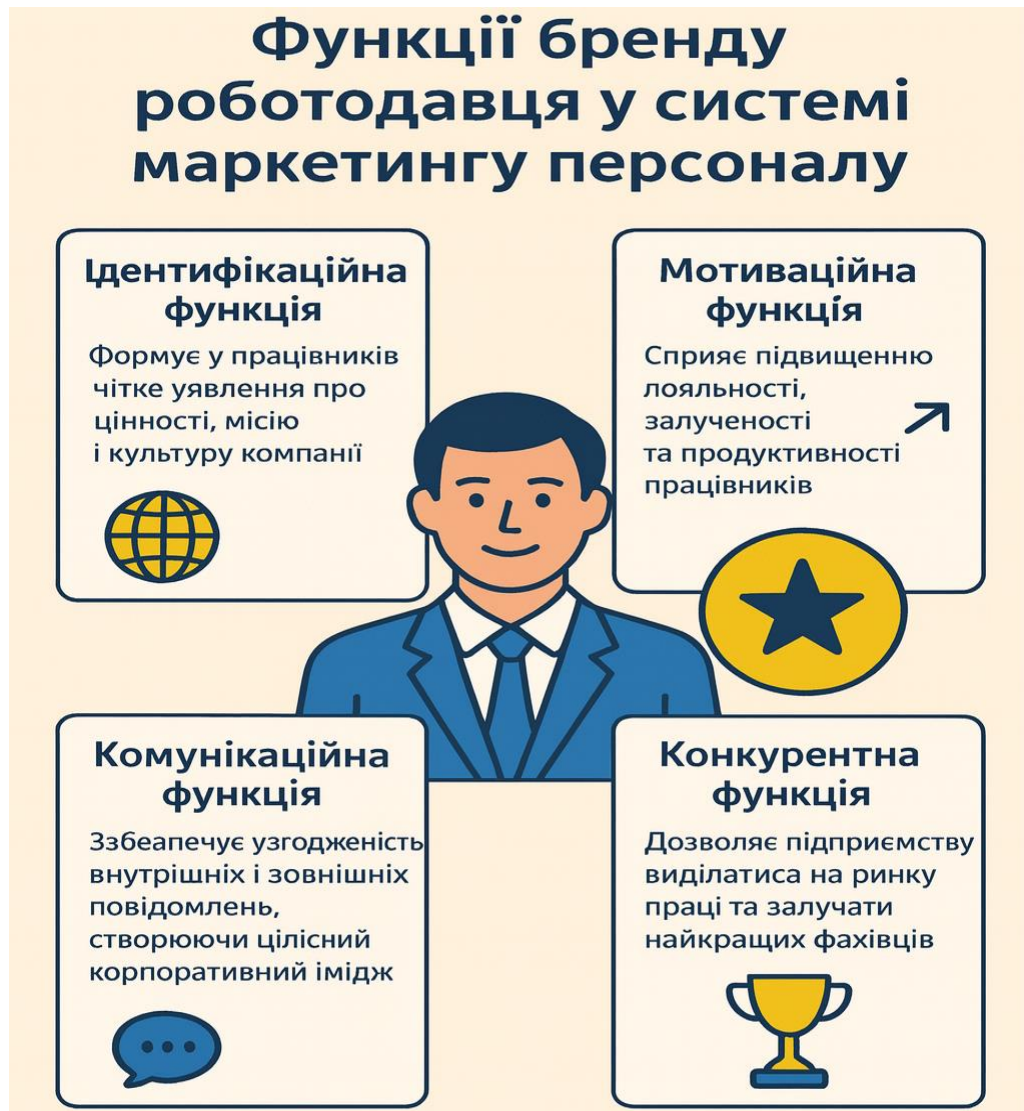 Функції бренду
роботодавця у системі
маркетингу персоналу
Ідентифікаційна
функція
Формує у працівників
чітке уявлення про
цінності, місію
і культуру компанії
Мотиваційна
функція
Сприяє підвищенню
лояльності,
залученості
та продуктивності
працівників
Комунікаційна
функція
Ззбеапечує узгодженість
внутрішніх і зовнішніх
повідомлень,
створюючи цілісний
корпоративний імідж
Конкурентна
функція
Дозволяє підприємству
виділатиса на ринку
праці та залучати
найкращих фахівців